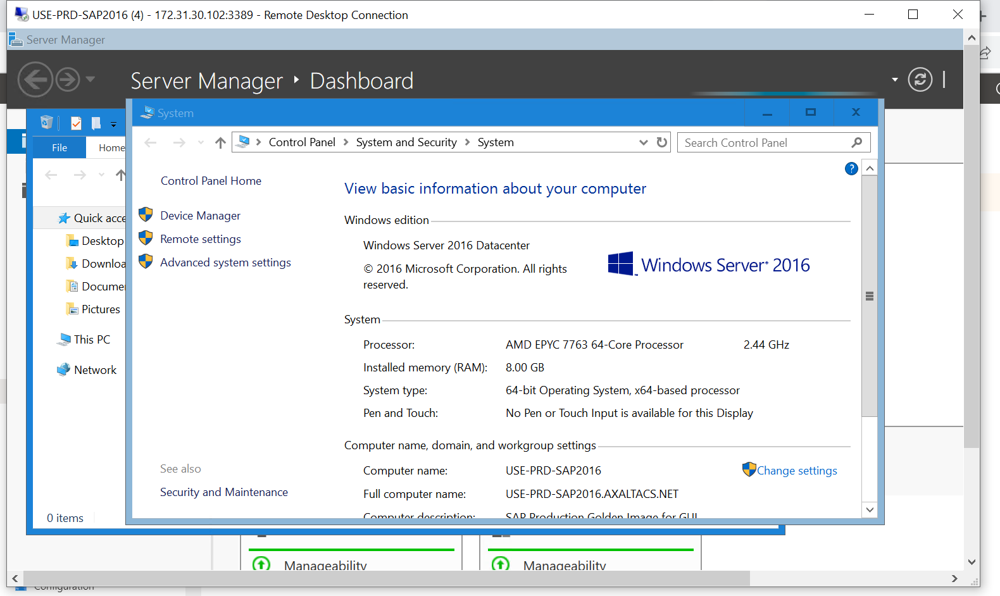 USE-PRD-SAP2016 (4) - 172.31.30.102:3389 - Remote Desktop Connection
Server Manager
Server Manager ‣ Dashboard
System
File
Home
Control Panel > System and Security > System
Search Control Panel
Quick acce
Desktop
Downloa
Documer
Pictures
This PC
Network
0 items
Control Panel Home
Device Manager
Remote settings
Advanced system settings
See also
Security and Maintenance
?
View basic information about your computer
Windows edition
Windows Server 2016 Datacenter
© 2016 Microsoft Corporation. All rights
reserved.
Windows Server® 2016
System
Processor: AMD EPYC 7763 64-Core Processor 2.44 GHz
Installed memory (RAM): 8.00 GB
System type: 64-bit Operating System, x64-based processor
Pen and Touch: No Pen or Touch Input is available for this Display
Computer name, domain, and workgroup settings
Computer name: USE-PRD-SAP2016
Change settings
Full computer name: USE-PRD-SAP2016.AXALTACS.NET
Computer description: SAP Production Golden Image for GUI
Manageability
Manageability
Configuration